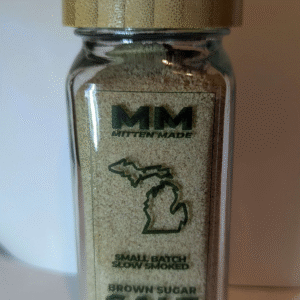 MM
MITTEN MADE
SMALL BATCH
SLOW SMOKED
BROWN SUGAR